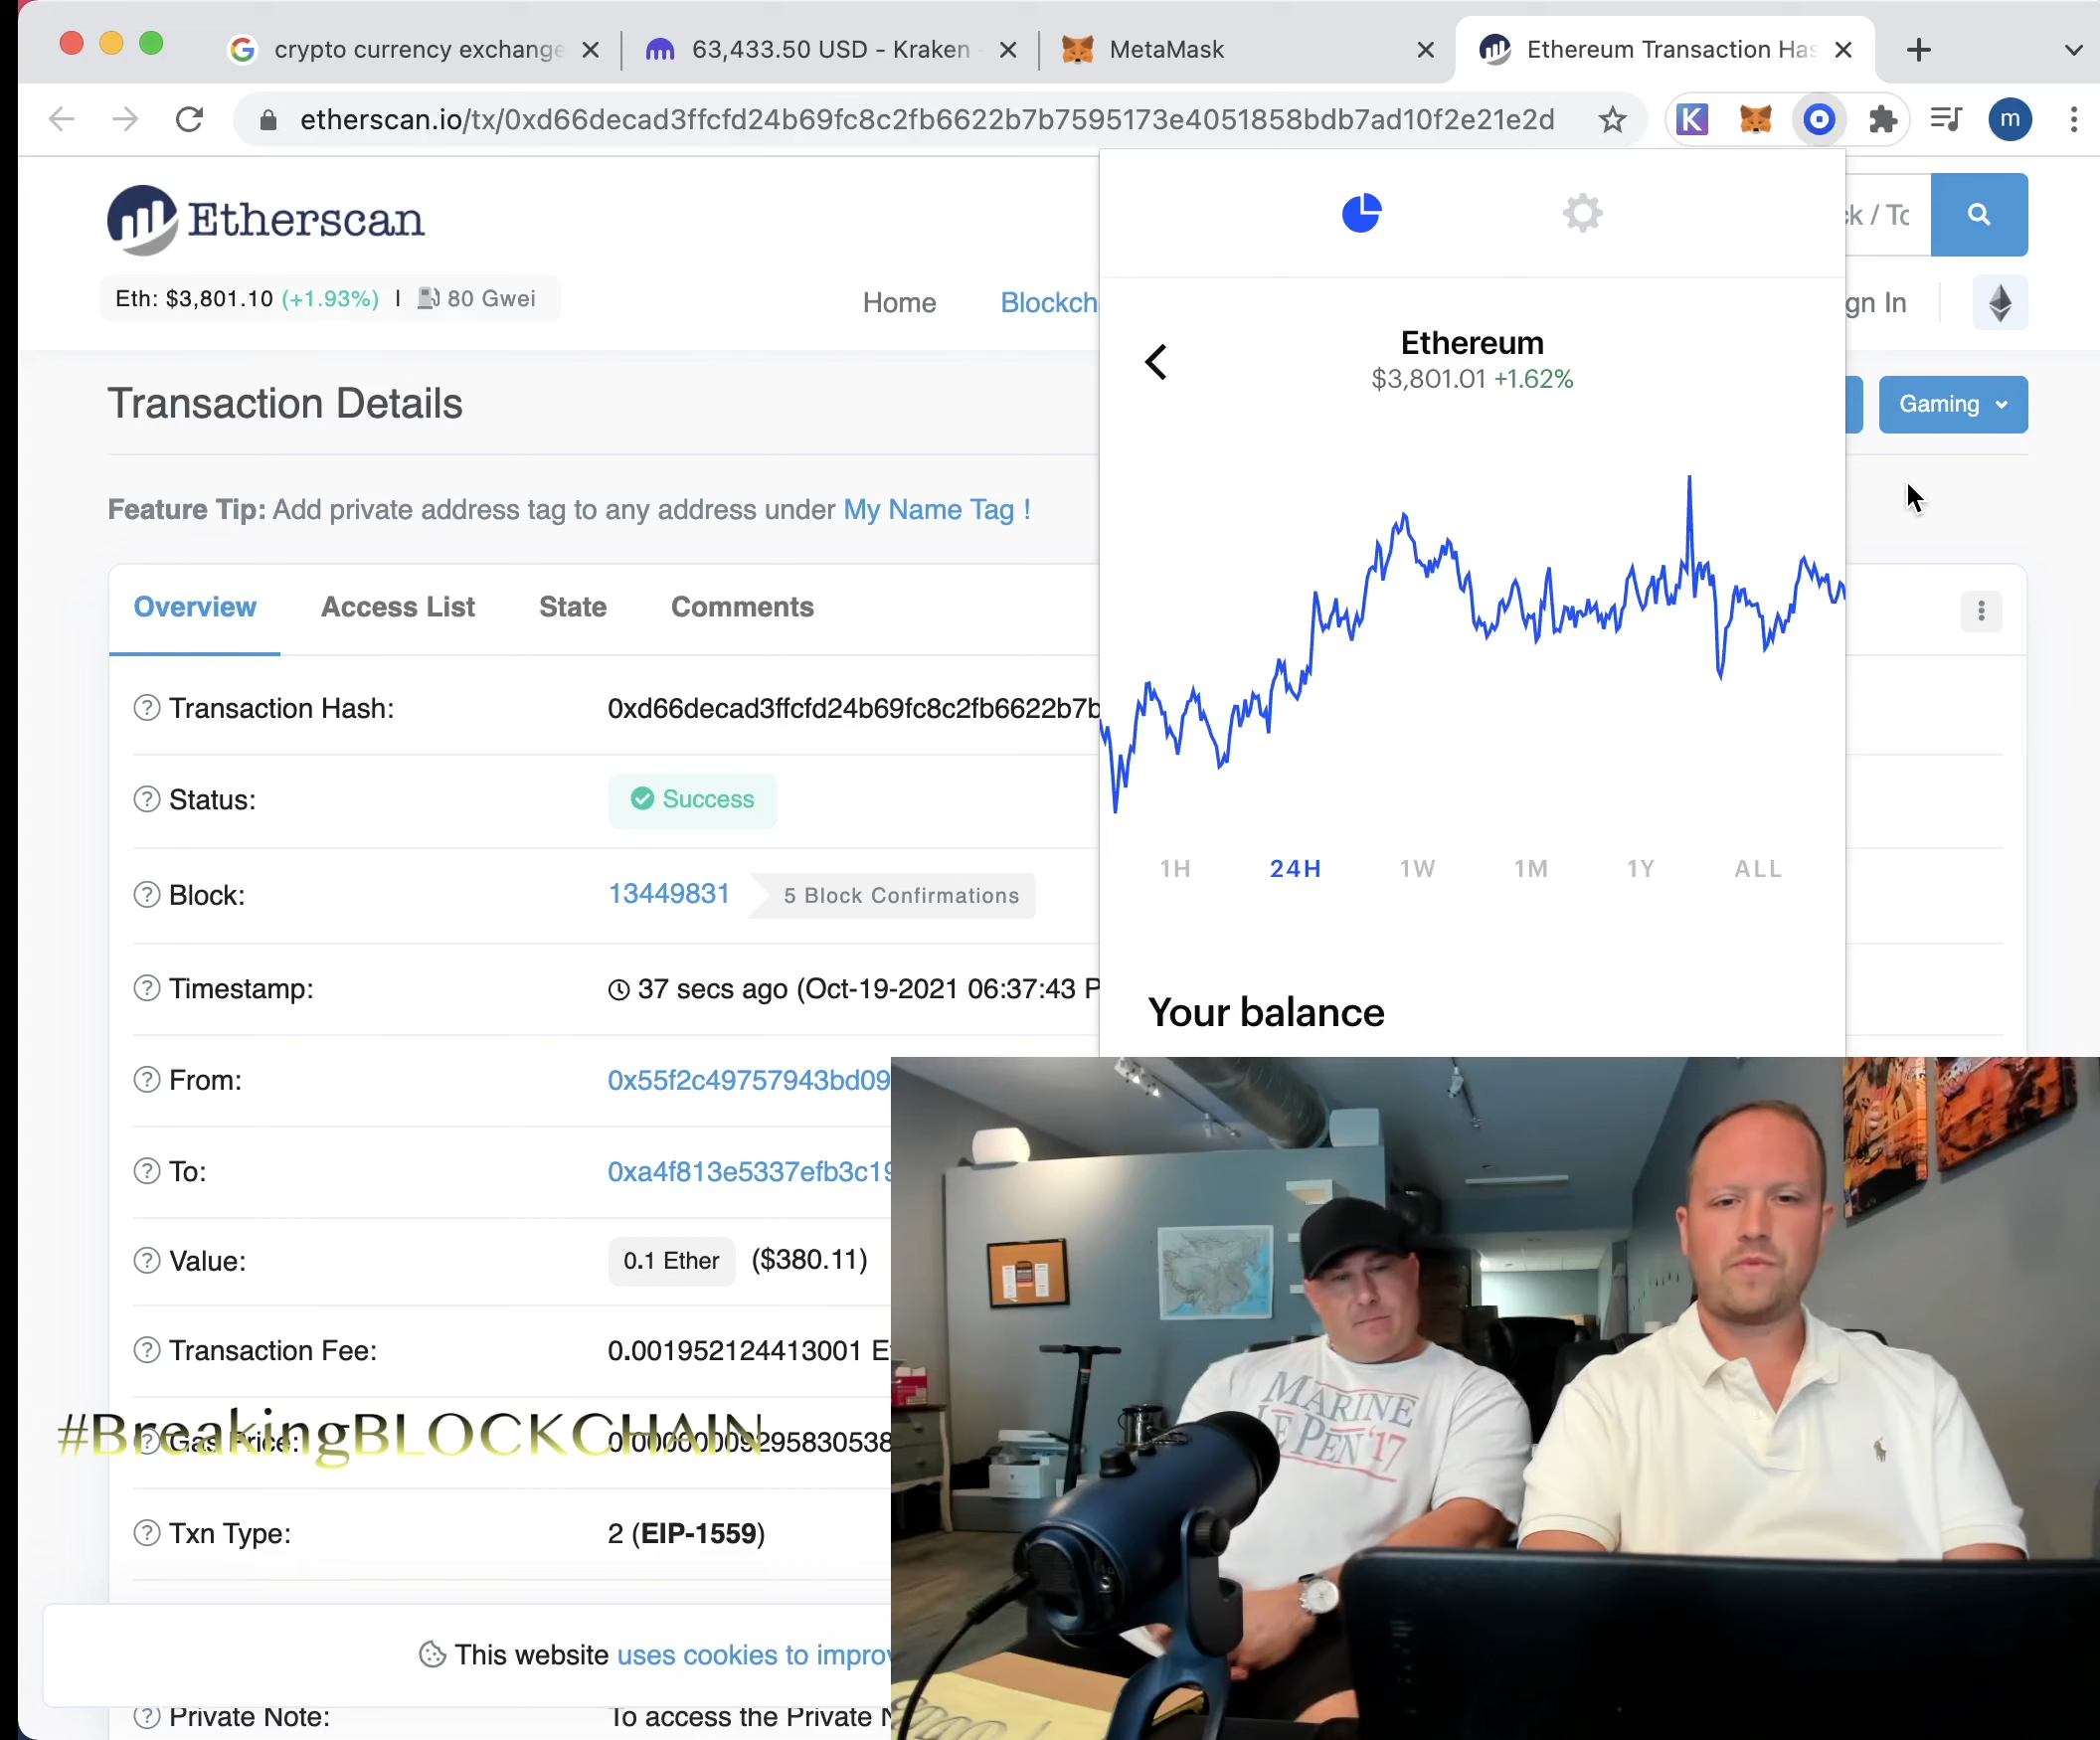 crypto currency exchange
63,433.50 USD - Kraken
MetaMask
Ethereum Transaction Has
etherscan.io/tx/0xd66decad3ffcfd24b69fc8c2fb6622b7b7595173e4051858bdb7ad10f2e21e2d
K
m
Etherscan
Eth: $3,801.10 (+1.93%) | 80 Gwei
Home
Blockch
gn In
Transaction Details
Gaming
Feature Tip: Add private address tag to any address under My Name Tag !
Overview
Access List
State
Comments
Transaction Hash:
0xd66decad3ffcfd24b69fc8c2fb6622b7b
Status:
Success
Block:
13449831
5 Block Confirmations
Timestamp:
37 secs ago (Oct-19-2021 06:37:43 P
From:
0x55f2c49757943bd09
To:
0xa4f813e5337efb3c19
Value:
0.1 Ether ($380.11)
Transaction Fee:
0.001952124413001 E
#BreakingBLOCKCHAIN
Gas Price:
Txn Type:
2 (EIP-1559)
This website uses cookies to improv
Private Note:
To access the Private N
Ethereum
$3,801.01 +1.62%
1H
24H
1W
1M
1Y
ALL
Your balance
MARINE
LE PEN '17